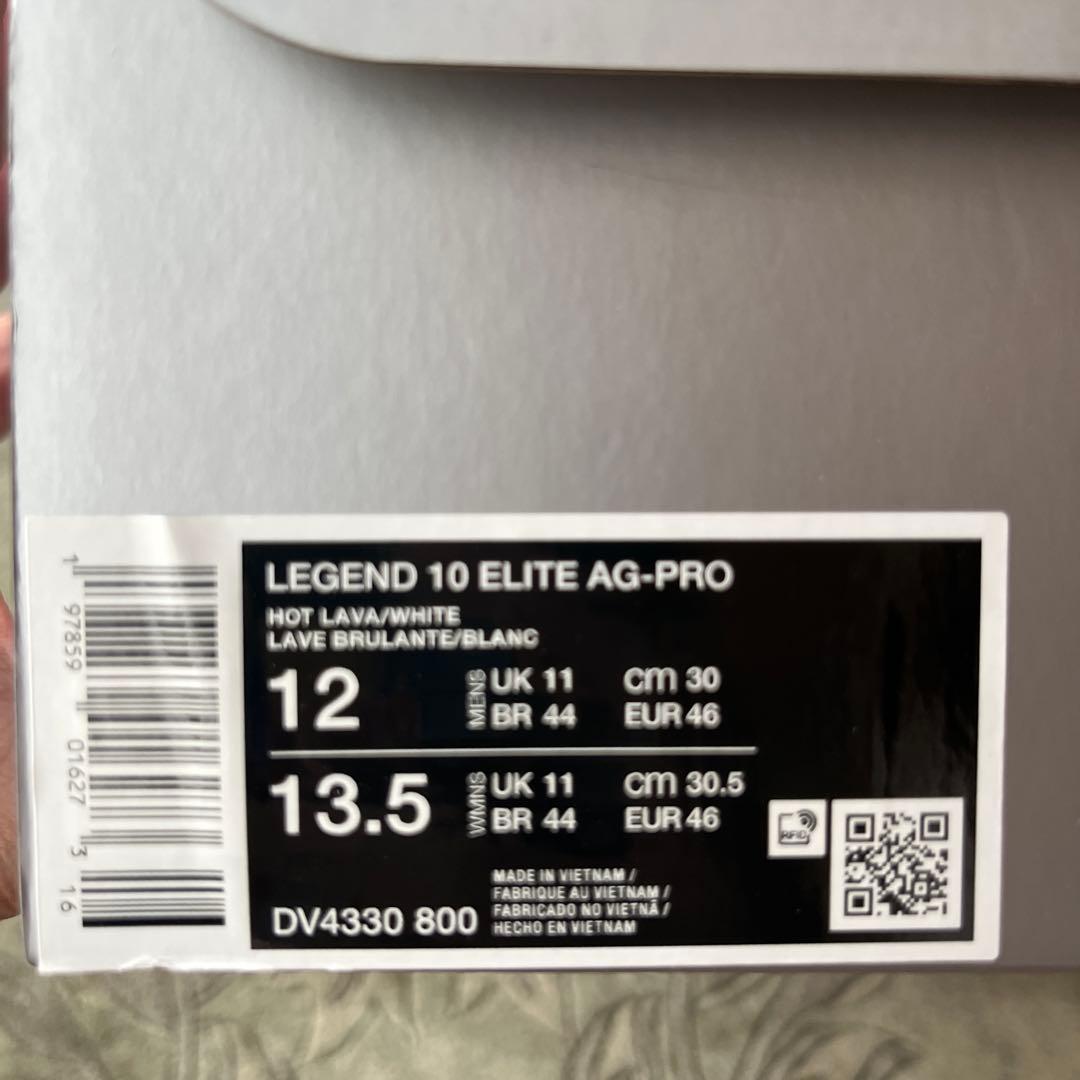 LEGEND 10 ELITE AG-PRO
HOT LAVA/WHITE
LAVE BRULANTE/BLANC
12 MENS UK 11 cm 30
BR 44 EUR 46
13.5 WMNS UK 11 cm 30.5
BR 44 EUR 46
RFID
MADE IN VIETNAM /
FABRIQUE AU VIETNAM /
FABRICADO NO VIETNÃ /
HECHO EN VIETNAM
DV4330 800
1 97859 01627 3 16